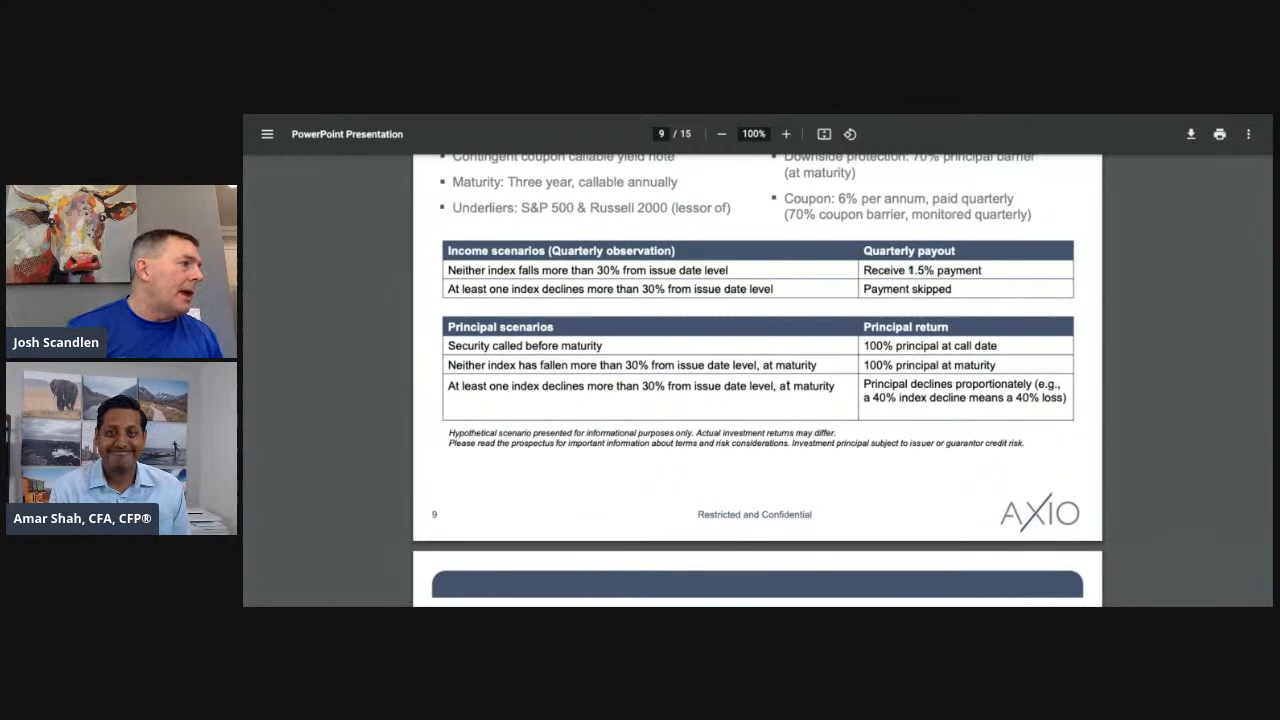 PowerPoint Presentation
9 / 15
100%
Contingent coupon callable yield note
Maturity: Three year, callable annually
Underliers: S&P 500 & Russell 2000 (lessor of)
Downside protection: 70% principal barrier
(at maturity)
Coupon: 6% per annum, paid quarterly
(70% coupon barrier, monitored quarterly)
Income scenarios (Quarterly observation) Quarterly payout
Neither index falls more than 30% from issue date level Receive 1.5% payment
At least one index declines more than 30% from issue date level Payment skipped
Principal scenarios Principal return
Security called before maturity 100% principal at call date
Neither index has fallen more than 30% from issue date level, at maturity 100% principal at maturity
At least one index declines more than 30% from issue date level, at maturity Principal declines proportionately (e.g.,
a 40% index decline means a 40% loss)
Hypothetical scenario presented for informational purposes only. Actual investment returns may differ.
Please read the prospectus for important information about terms and risk considerations. Investment principal subject to issuer or guarantor credit risk.
9
Restricted and Confidential
AXIO
Josh Scandlen
Amar Shah, CFA, CFP®